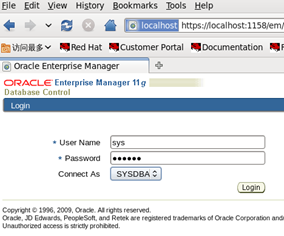 File Edit View History Bookmarks Tools Help
localhost https://localhost:1158/em/
访问最多 Red Hat Customer Portal Documentation
Oracle Enterprise Manager
ORACLE Enterprise Manager 11g
Database Control
Login
* User Name sys
* Password ••••••
Connect As SYSDBA
Login
Copyright © 1996, 2009, Oracle. All rights reserved.
Oracle, JD Edwards, PeopleSoft, and Retek are registered trademarks of Oracle Corporation and/
Unauthorized access is strictly prohibited.